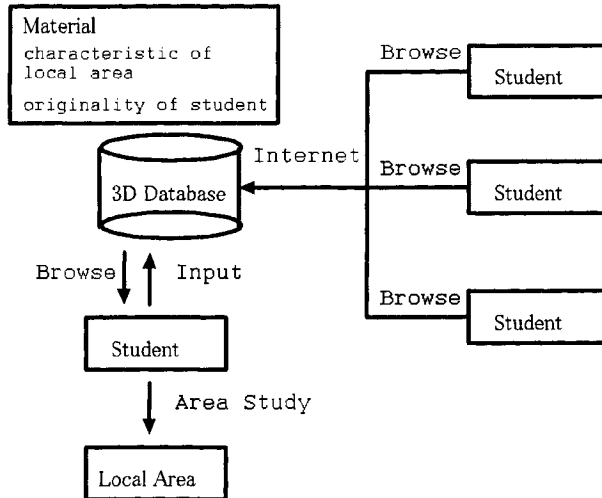 Material
characteristic of
local area
originality of student
Browse
Student
Internet
3D Database
Browse
Student
Browse
Input
Browse
Student
Student
Area Study
Local Area